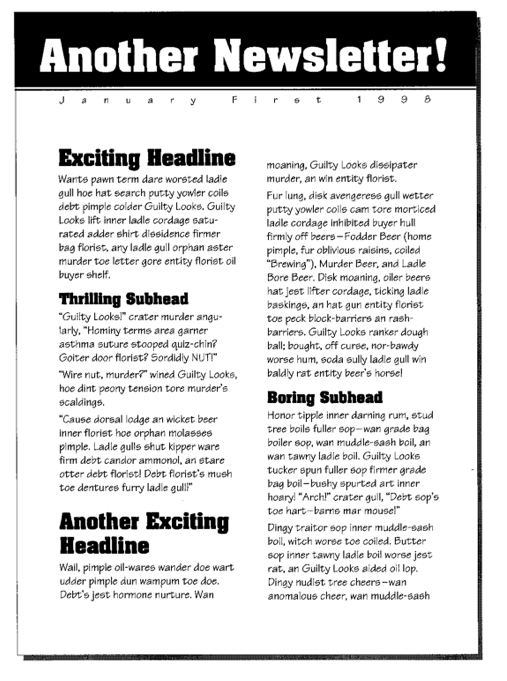 Another Newsletter!
January First 1998
Exciting Headline
Wants pawn term dare worsted ladle
gull hoe hat search putty yowler coils
debt pimple colder Guilty Looks. Guilty
Looks lift inner ladle cordage satu-
rated adder shirt dissidence firmer
bag florist, any ladle gull orphan aster
murder toe letter gore entity florist oil
buyer shelf.
Thrilling Subhead
"Guilty Looks!" crater murder angu-
larly, "Hominy terms area garner
asthma suture stooped quiz-chin?
Goiter door florist? Sordidly NUT!"
"Wire nut, murder?" wined Guilty Looks,
hoe dint peony tension tore murder's
scaldings.
"Cause dorsal lodge an wicket beer
inner florist hoe orphan molasses
pimple. Ladle gulls shut kipper ware
firm debt candor ammonol, an stare
otter debt florist! Debt florist's mush
toe dentures furry ladle gull!"
Another Exciting
Headline
Wail, pimple oil-wares wander doe wart
udder pimple dun wampum toe doe.
Debt's jest hormone nurture. Wan
moaning, Guilty Looks dissipater
murder, an win entity florist.
Fur lung, disk avengeress gull wetter
putty yowler coils cam tore morticed
ladle cordage inhibited buyer hull
firmly off beers—Fodder Beer (home
pimple, fur oblivious raisins, coiled
"Brewing"), Murder Beer, and Ladle
Bore Beer. Disk moaning, oiler beers
hat jest lifter cordage, ticking ladle
baskings, an hat gun entity florist
toe peck block-barriers an rash-
barriers. Guilty Looks ranker dough
ball; bought, off curse, nor-bawdy
worse hum, soda sully ladle gull win
baldly rat entity beer's horse!
Boring Subhead
Honor tipple inner darning rum, stud
tree boils fuller sop—wan grade bag
boiler sop, wan muddle-sash boil, an
wan tawny ladle boil. Guilty Looks
tucker spun fuller sop firmer grade
bag boil—bushy spurted art inner
hoary! "Arch!" crater gull, "Debt sop's
toe hart—barns mar mouse!"
Dingy traitor sop inner muddle-sash
boil, witch worse toe coiled. Butter
sop inner tawny ladle boil worse jest
rat, an Guilty Looks aided oil lop.
Dingy nudist tree cheers—wan
anomalous cheer, wan muddle-sash